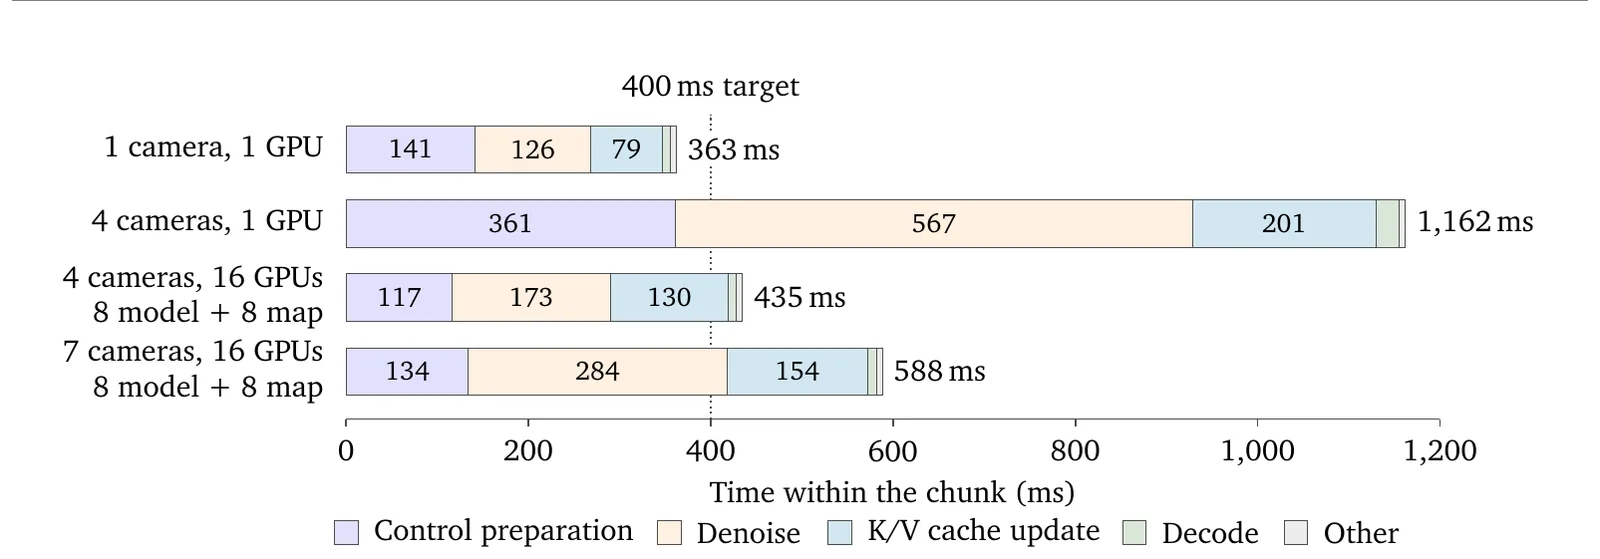 400 ms target
1 camera, 1 GPU
141 126 79 363 ms
4 cameras, 1 GPU
361 567 201 1,162 ms
4 cameras, 16 GPUs
8 model + 8 map
117 173 130 435 ms
7 cameras, 16 GPUs
8 model + 8 map
134 284 154 588 ms
0 200 400 600 800 1,000 1,200
Time within the chunk (ms)
Control preparation Denoise K/V cache update Decode Other